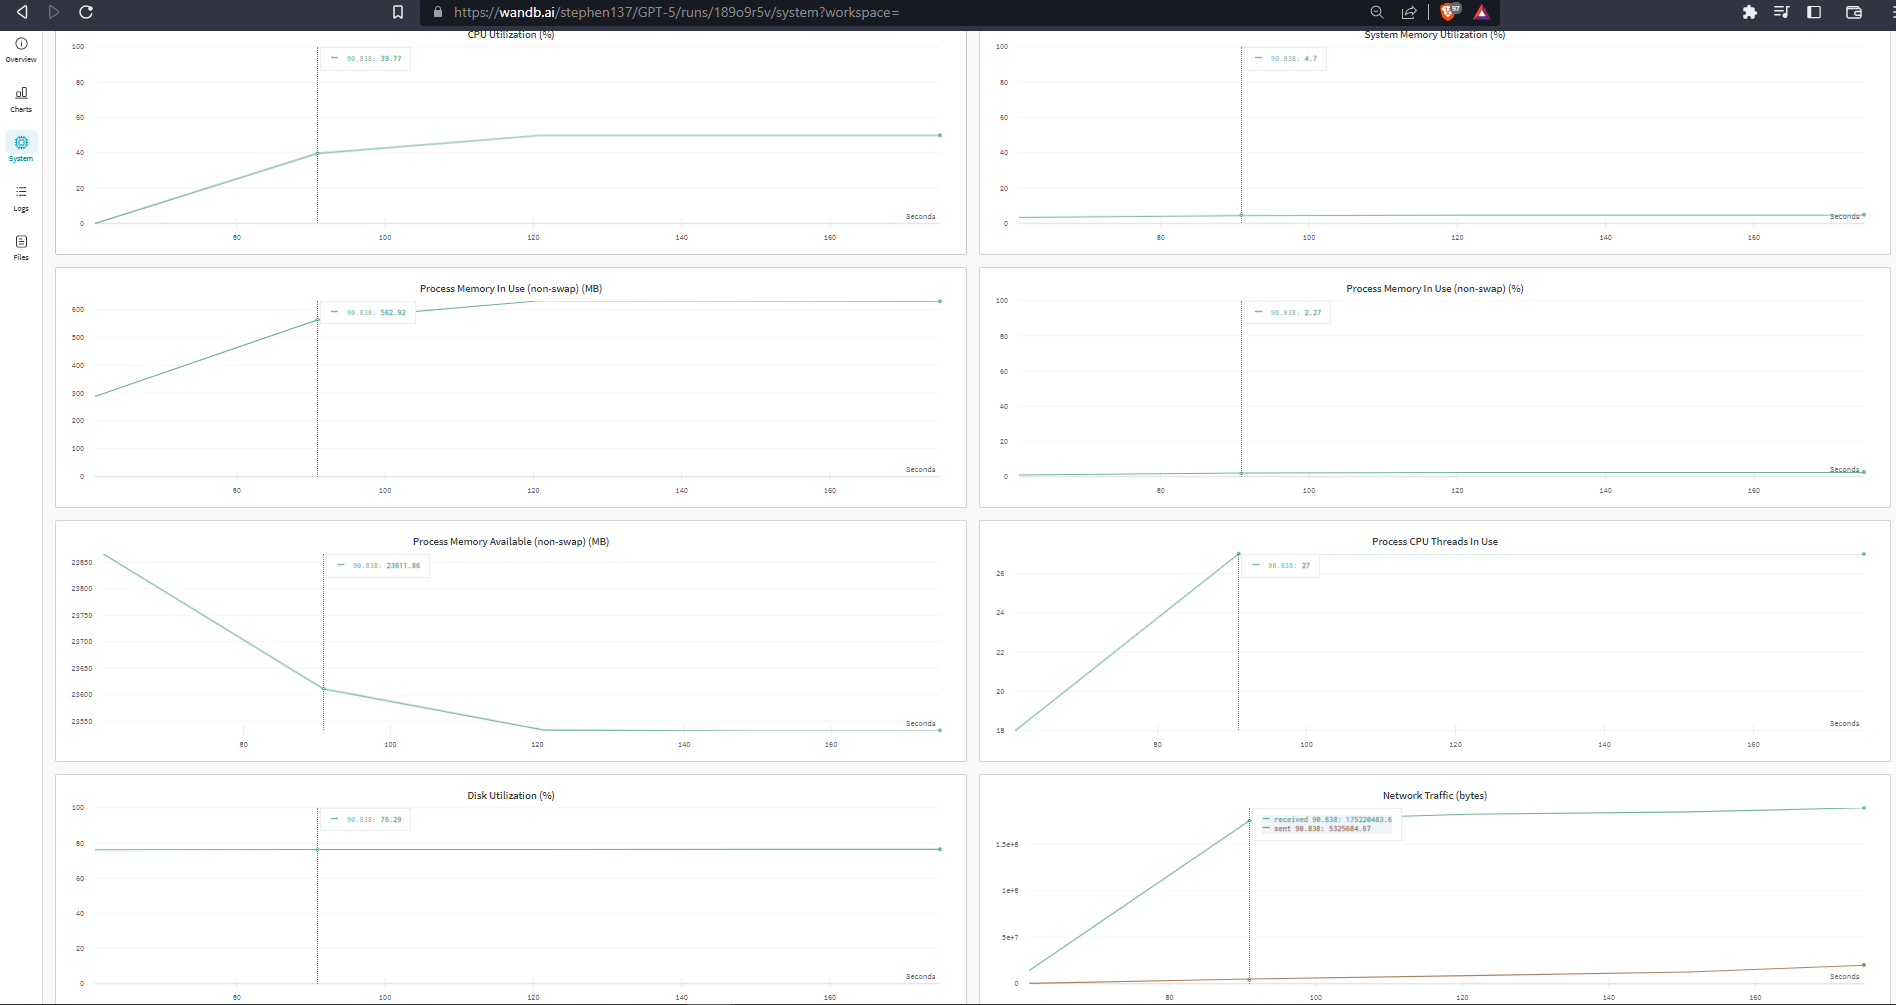 https://wandb.ai/stephen137/GPT-5/runs/189o9r5v/system?workspace=
97
Overview
Charts
System
Logs
Files
CPU Utilization (%)
100
80
60
40
20
0
90.838: 39.77
Seconds
80 100 120 140 160
System Memory Utilization (%)
100
80
60
40
20
0
90.838: 4.7
Seconds
80 100 120 140 160
Process Memory In Use (non-swap) (MB)
600
500
400
300
200
100
0
90.838: 562.92
Seconds
80 100 120 140 160
Process Memory In Use (non-swap) (%)
100
80
60
40
20
0
90.838: 2.27
Seconds
80 100 120 140 160
Process Memory Available (non-swap) (MB)
23850
23800
23750
23700
23650
23600
23550
90.838: 23611.86
Seconds
80 100 120 140 160
Process CPU Threads In Use
26
24
22
20
18
90.838: 27
Seconds
80 100 120 140 160
Disk Utilization (%)
100
80
60
40
20
0
90.838: 76.29
Seconds
80 100 120 140 160
Network Traffic (bytes)
1.5e+8
1e+8
5e+7
0
received 90.838: 175220483.6
sent 90.838: 5325684.67
Seconds
80 100 120 140 160